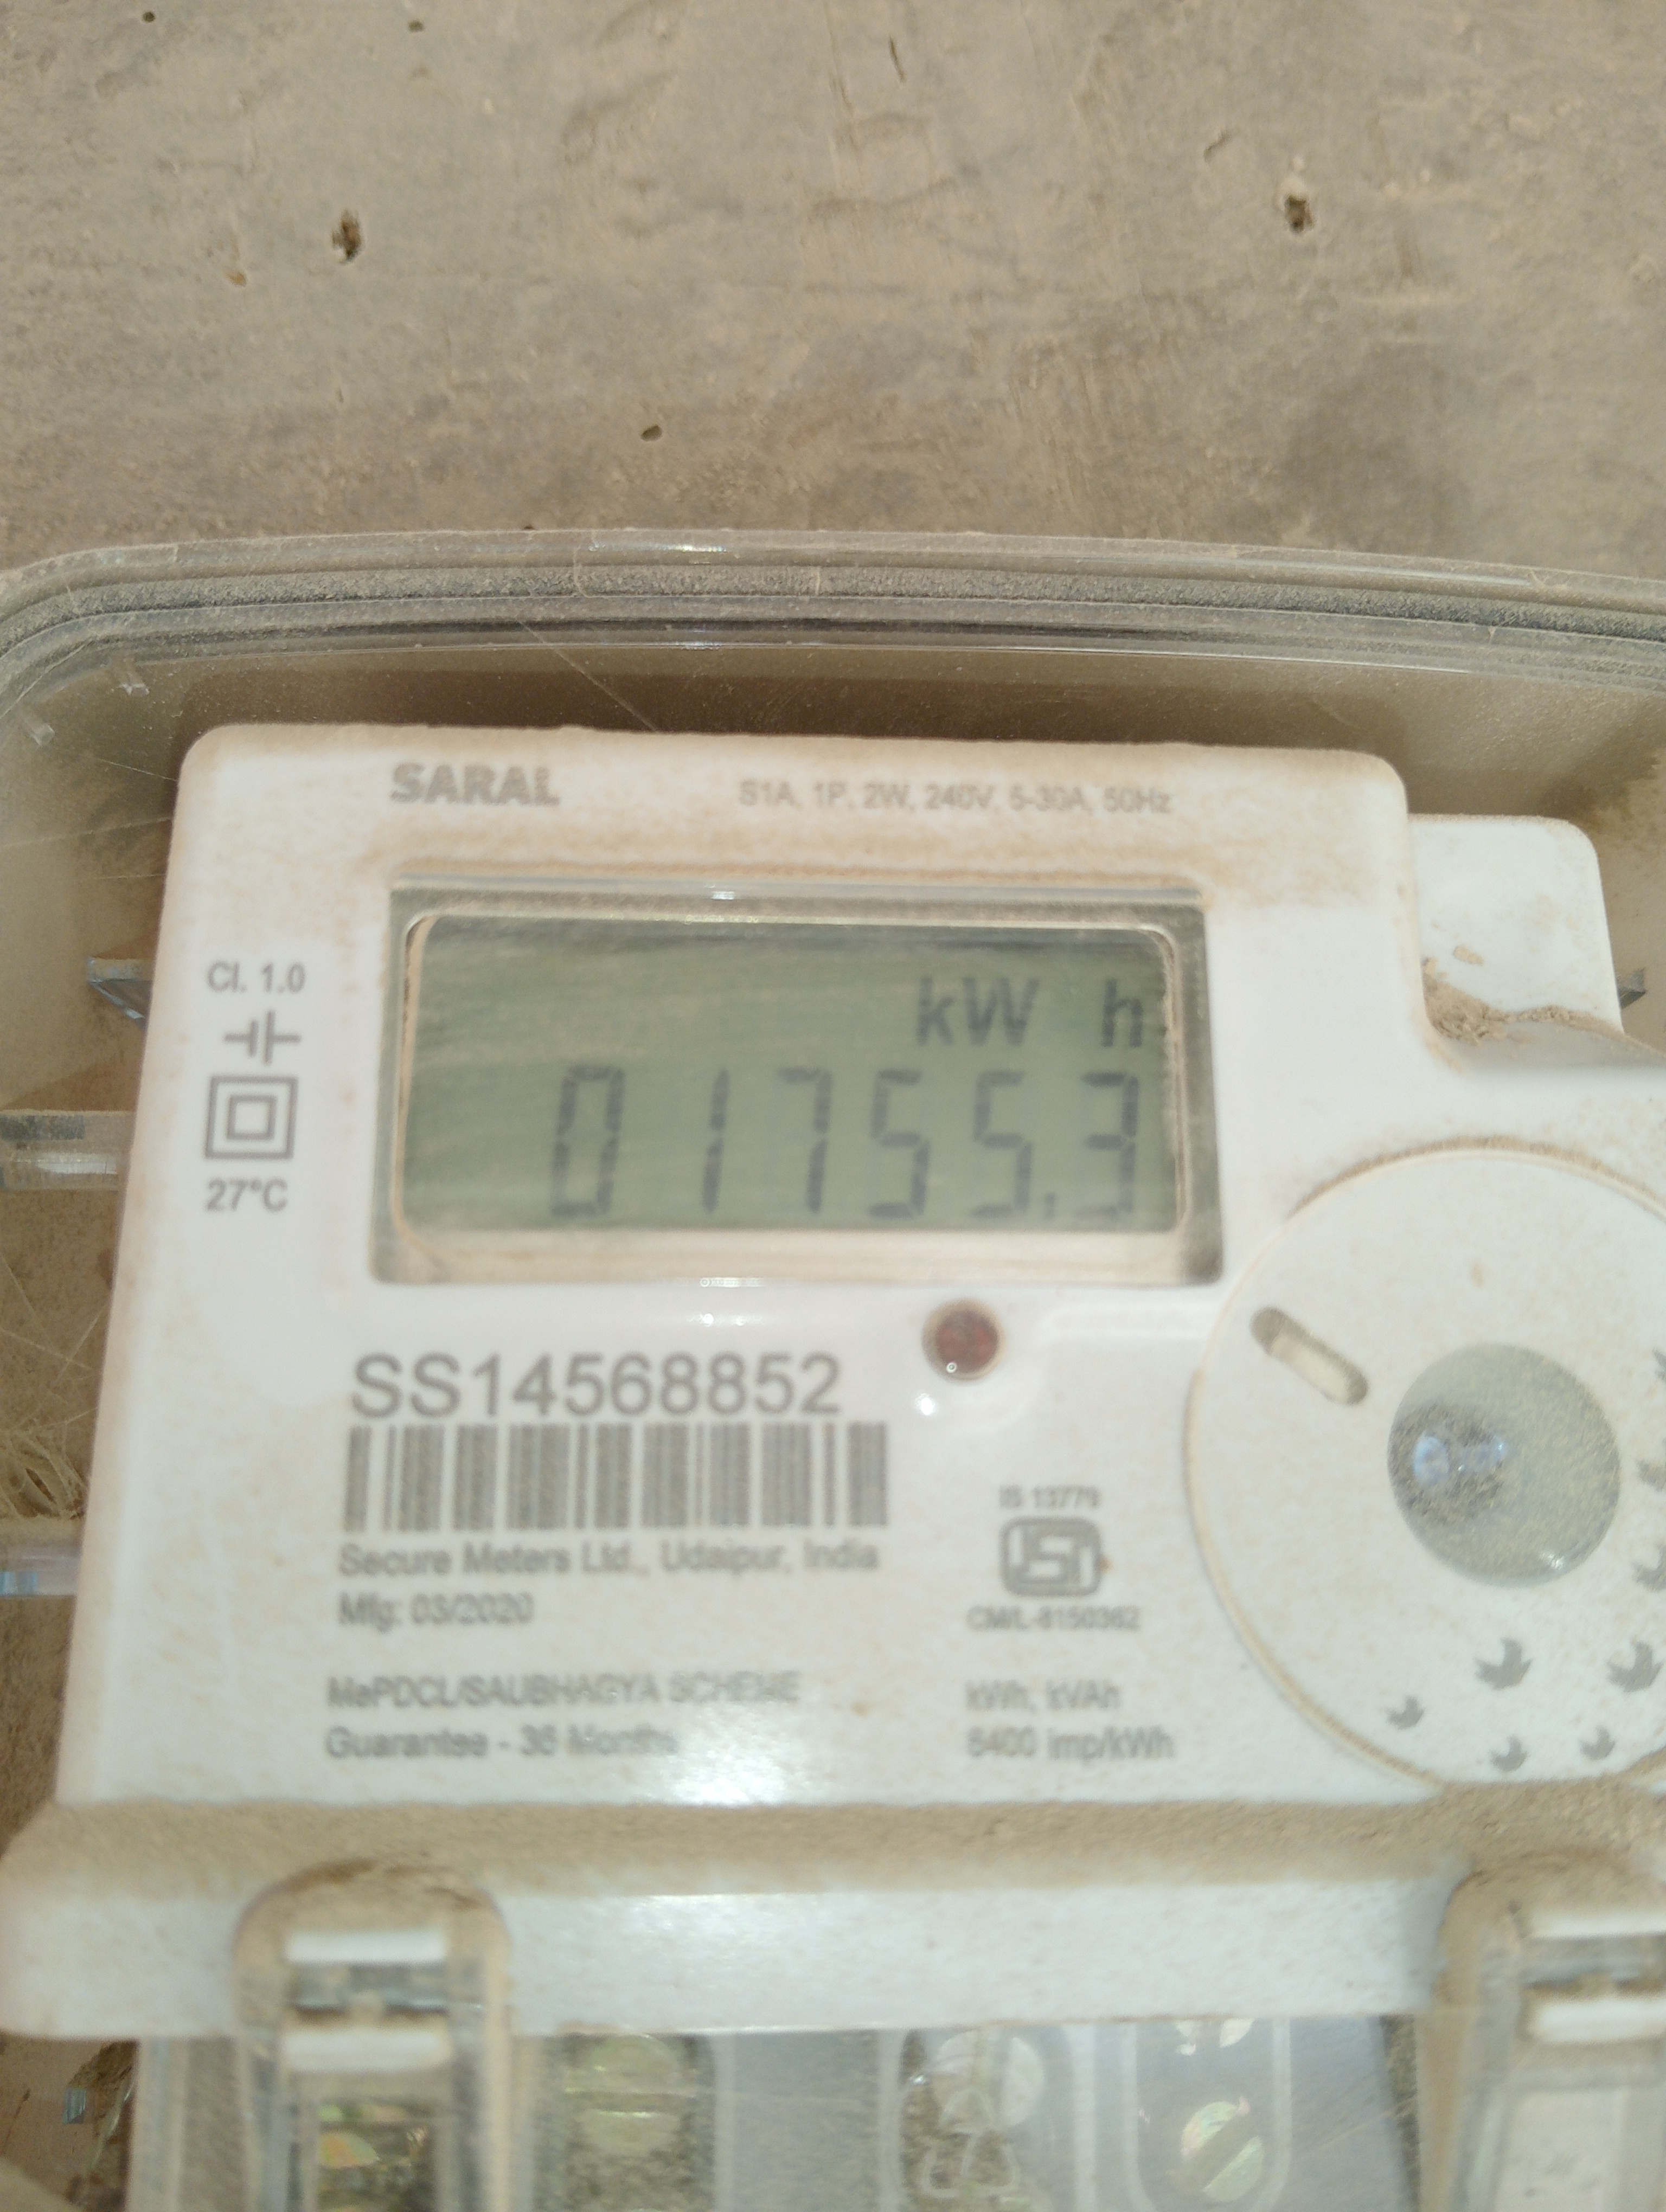 SARAL
S1A, 1P, 2W, 240V, 5-30A, 50Hz
Cl. 1.0
27°C
kW h
01755.3
SS14568852
Secure Meters Ltd., Udaipur, India
Mfg: 03/2020
IS 13779
CM/L-8150362
MePDCL/SAUBHAGYA SCHEME
Guarantee - 36 Months
kWh, kVAh
6400 imp/kWh